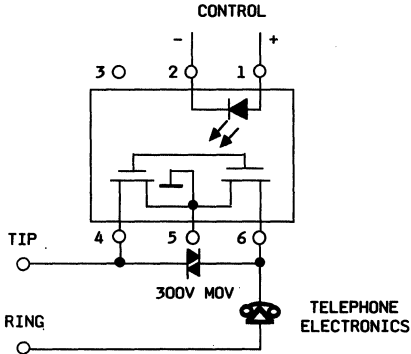 CONTROL
- +
3 2 1
4 5 6
TIP
300V MOV
RING
TELEPHONE
ELECTRONICS